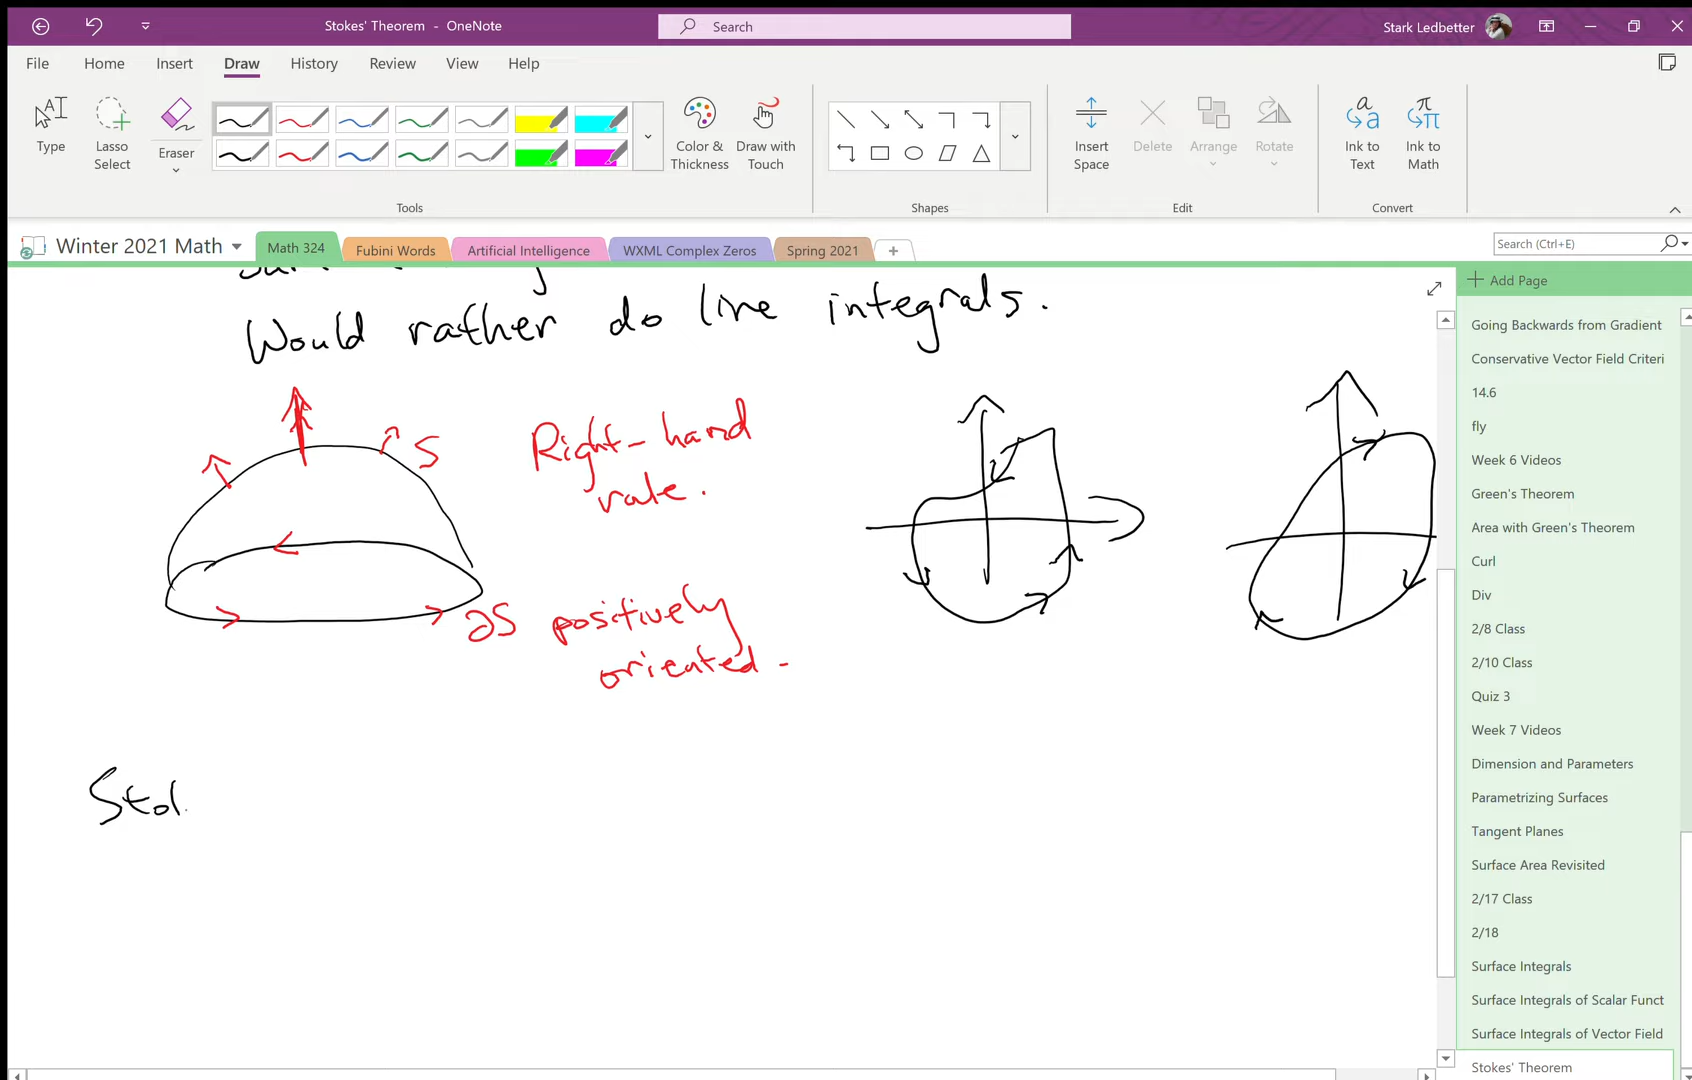 Stokes' Theorem - OneNote
Search
Stark Ledbetter
File Home Insert Draw History Review View Help
Type
Lasso Select
Eraser
Color & Thickness
Draw with Touch
Insert Space
Delete
Arrange
Rotate
Ink to Text
Ink to Math
Tools
Shapes
Edit
Convert
Winter 2021 Math
Math 324
Fubini Words
Artificial Intelligence
WXML Complex Zeros
Spring 2021
Search (Ctrl+E)
Would rather do line integrals.
S
Right-hand
rule.
∂S positively
oriented
Stok
Add Page
Going Backwards from Gradient
Conservative Vector Field Criteri
14.6
fly
Week 6 Videos
Green's Theorem
Area with Green's Theorem
Curl
Div
2/8 Class
2/10 Class
Quiz 3
Week 7 Videos
Dimension and Parameters
Parametrizing Surfaces
Tangent Planes
Surface Area Revisited
2/17 Class
2/18
Surface Integrals
Surface Integrals of Scalar Funct
Surface Integrals of Vector Field
Stokes' Theorem